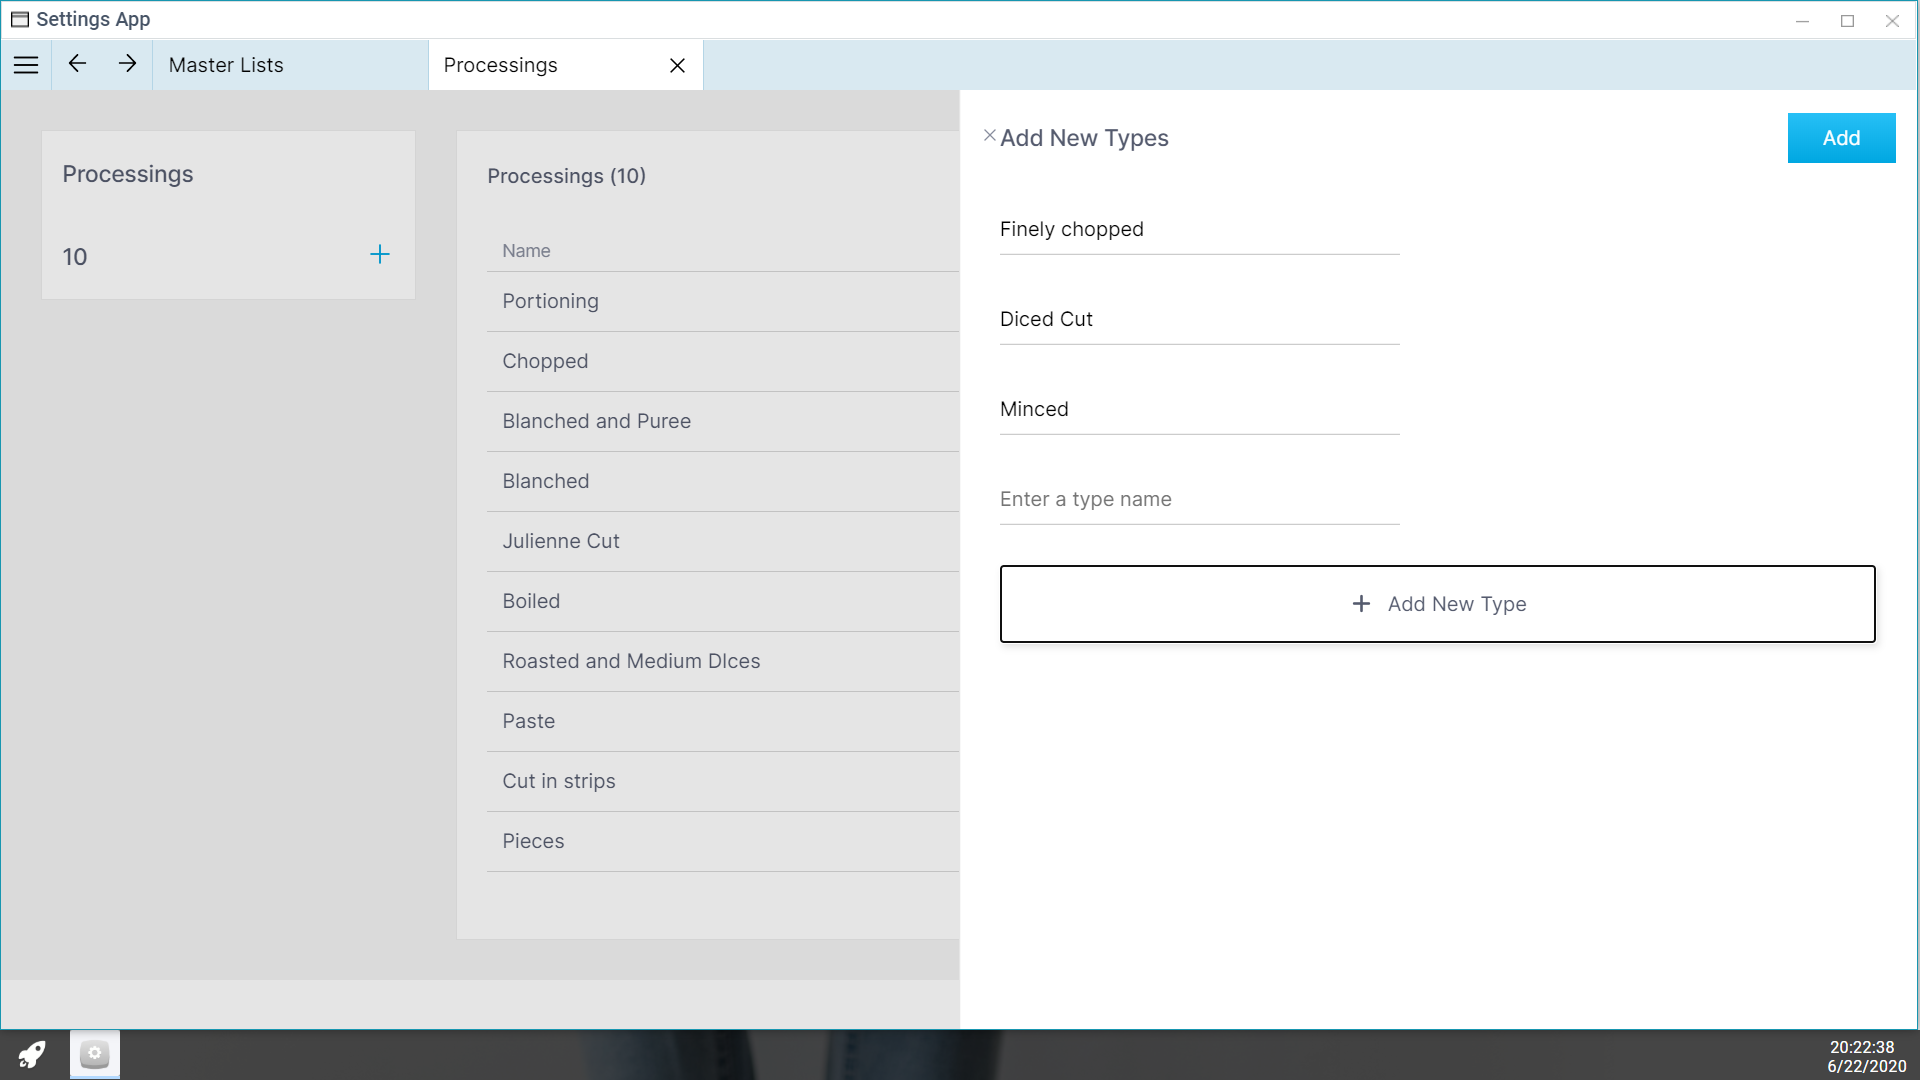 Settings App
Master Lists
Processings
Processings
10
Processings (10)
Name
Portioning
Chopped
Blanched and Puree
Blanched
Julienne Cut
Boiled
Roasted and Medium DIces
Paste
Cut in strips
Pieces
Add New Types
Add
Finely chopped
Diced Cut
Minced
Enter a type name
Add New Type
20:22:38
6/22/2020